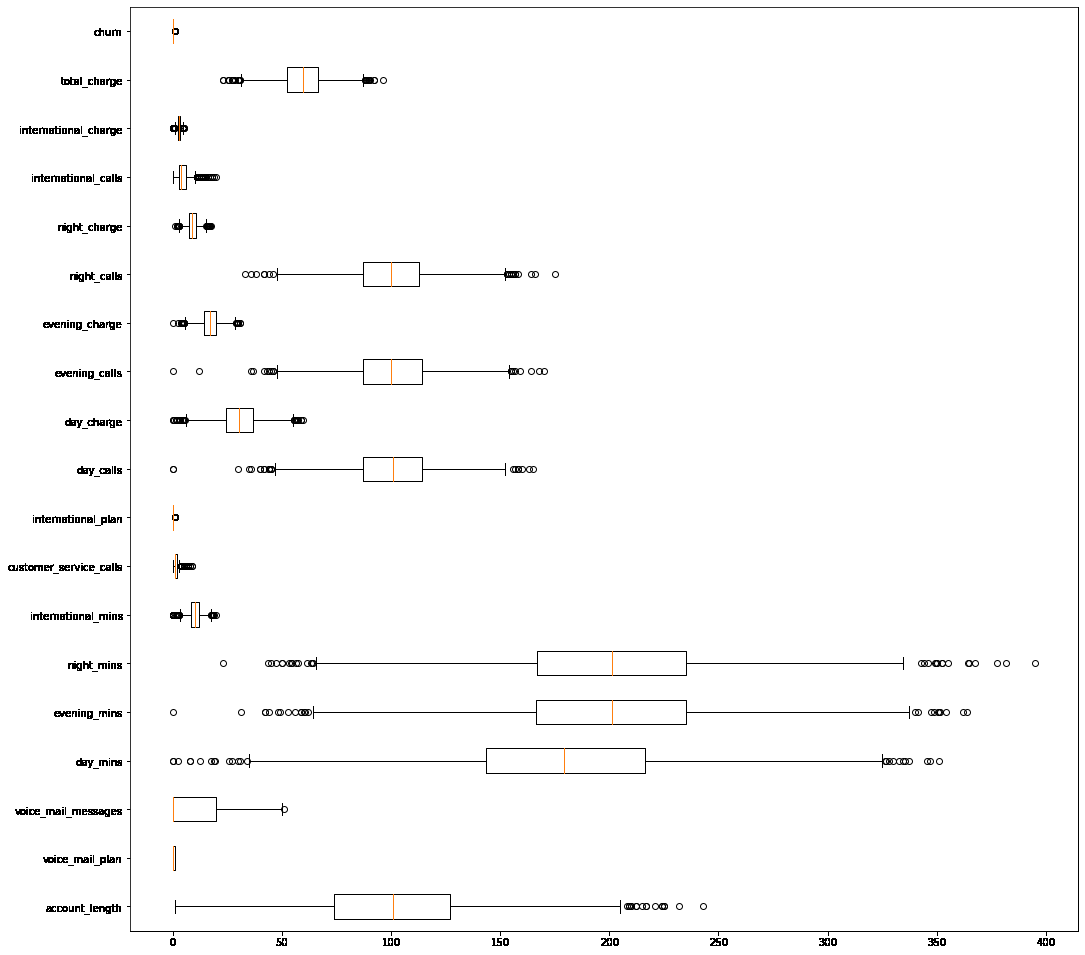 churn
total_charge
international_charge
international_calls
night_charge
night_calls
evening_charge
evening_calls
day_charge
day_calls
international_plan
customer_service_calls
international_mins
night_mins
evening_mins
day_mins
voice_mail_messages
voice_mail_plan
account_length
0 50 100 150 200 250 300 350 400